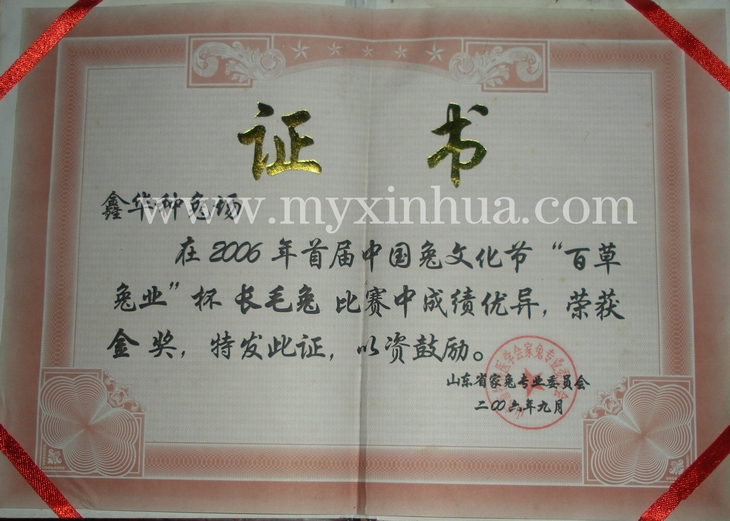 证 书
鑫华种兔场
www.myxinhua.com
在2006年首届中国兔文化节“百草
兔业”杯 长毛兔 比赛中成绩优异,荣获
金奖,特发此证,以资鼓励。
山东省家兔专业委员会
二〇〇六年九月